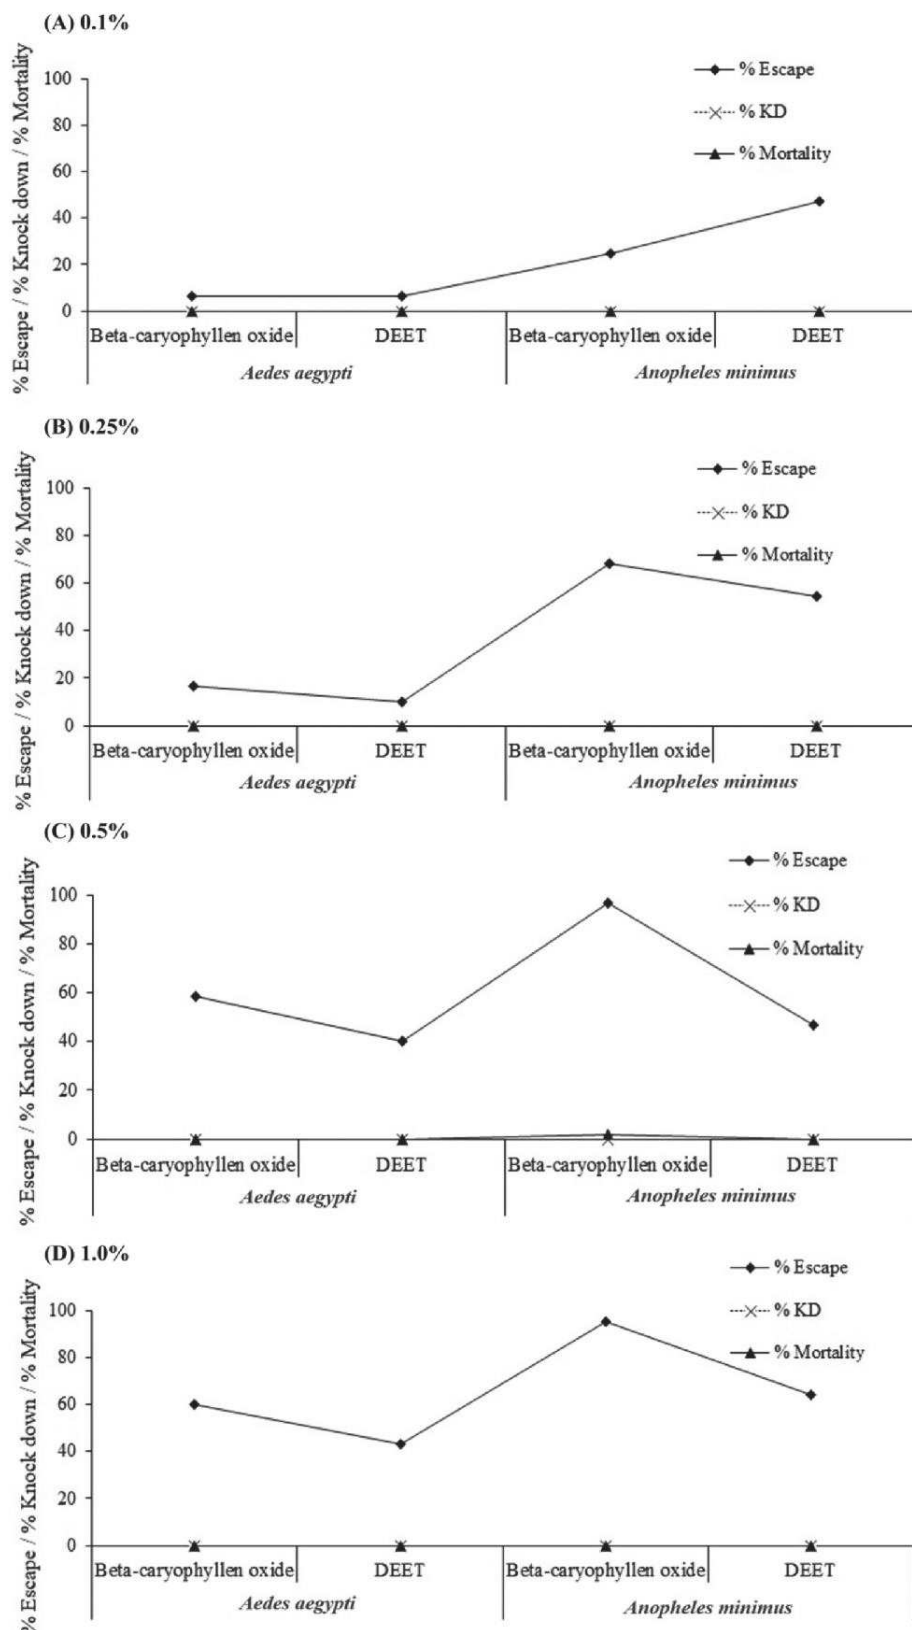 (A) 0.1%
% Escape / % Knock down / % Mortality
100
80
60
40
20
0
% Escape
% KD
% Mortality
Beta-caryophyllen oxide DEET Beta-caryophyllen oxide DEET
Aedes aegypti Anopheles minimus
(B) 0.25%
% Escape / % Knock down / % Mortality
100
80
60
40
20
0
% Escape
% KD
% Mortality
Beta-caryophyllen oxide DEET Beta-caryophyllen oxide DEET
Aedes aegypti Anopheles minimus
(C) 0.5%
% Escape / % Knock down / % Mortality
100
80
60
40
20
0
% Escape
% KD
% Mortality
Beta-caryophyllen oxide DEET Beta-caryophyllen oxide DEET
Aedes aegypti Anopheles minimus
(D) 1.0%
% Escape / % Knock down / % Mortality
100
80
60
40
20
0
% Escape
% KD
% Mortality
Beta-caryophyllen oxide DEET Beta-caryophyllen oxide DEET
Aedes aegypti Anopheles minimus